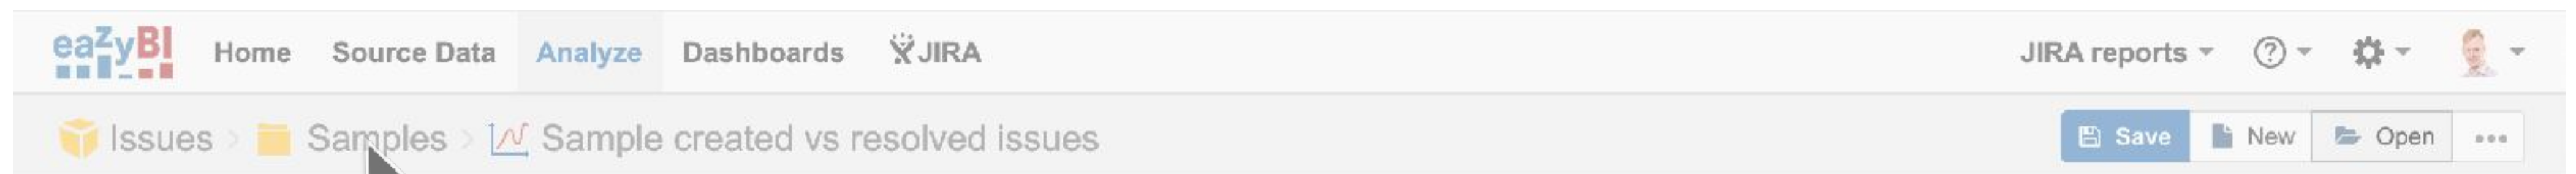 eazyBI Home Source Data Analyze Dashboards JIRA JIRA reports ?
Issues > Samples > Sample created vs resolved issues Save New Open